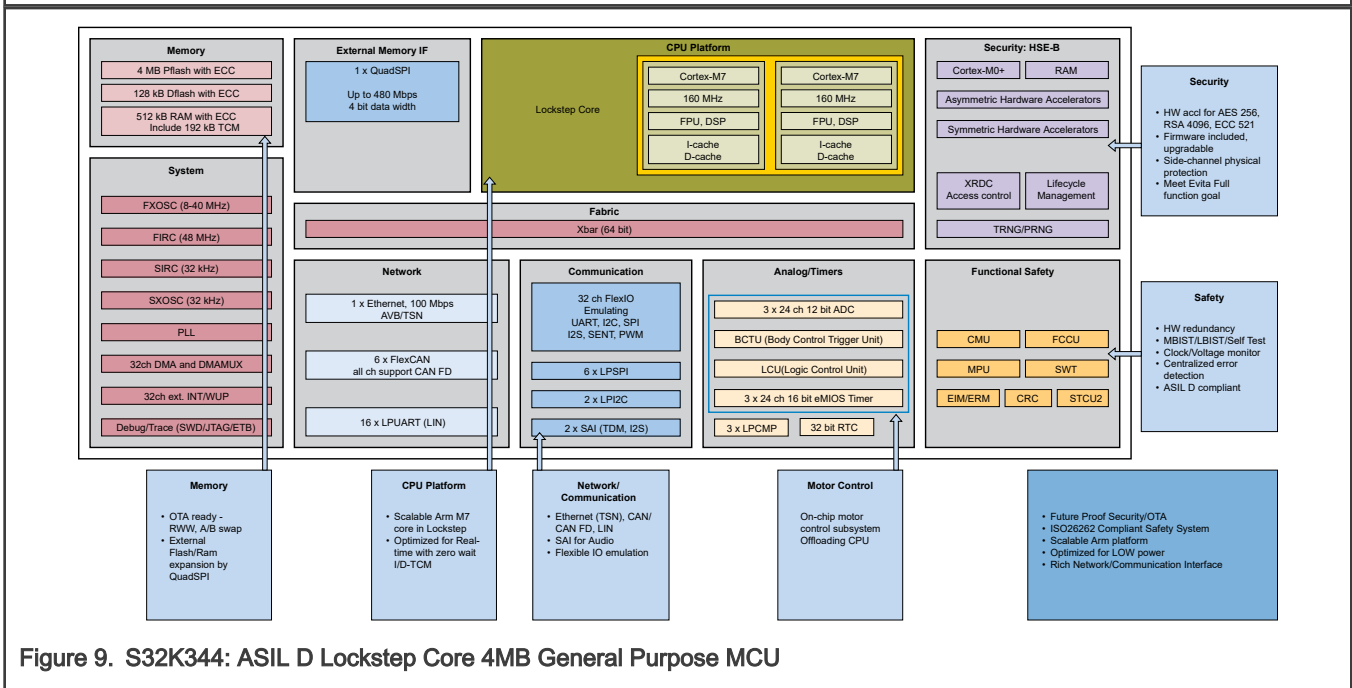 Memory
4 MB Pflash with ECC
128 kB Dflash with ECC
512 kB RAM with ECC
Include 192 kB TCM
System
FXOSC (8-40 MHz)
FIRC (48 MHz)
SIRC (32 kHz)
SXOSC (32 kHz)
PLL
32ch DMA and DMAMUX
32ch ext. INT/WUP
Debug/Trace (SWD/JTAG/ETB)
External Memory IF
1 x QuadSPI
Up to 480 Mbps
4 bit data width
CPU Platform
Lockstep Core
Cortex-M7
160 MHz
FPU, DSP
I-cache
D-cache
Cortex-M7
160 MHz
FPU, DSP
I-cache
D-cache
Fabric
Xbar (64 bit)
Network
1 x Ethernet, 100 Mbps
AVB/TSN
6 x FlexCAN
all ch support CAN FD
16 x LPUART (LIN)
Communication
32 ch FlexIO
Emulating
UART, I2C, SPI
I2S, SENT, PWM
6 x LPSPI
2 x LPI2C
2 x SAI (TDM, I2S)
Analog/Timers
3 x 24 ch 12 bit ADC
BCTU (Body Control Trigger Unit)
LCU(Logic Control Unit)
3 x 24 ch 16 bit eMIOS Timer
3 x LPCMP
32 bit RTC
Security: HSE-B
Cortex-M0+
RAM
Asymmetric Hardware Accelerators
Symmetric Hardware Accelerators
XRDC
Access control
Lifecycle
Management
TRNG/PRNG
Functional Safety
CMU
FCCU
MPU
SWT
EIM/ERM
CRC
STCU2
Security
• HW accl for AES 256,
RSA 4096, ECC 521
• Firmware included,
upgradable
• Side-channel physical
protection
• Meet Evita Full
function goal
Safety
• HW redundancy
• MBIST/LBIST/Self Test
• Clock/Voltage monitor
• Centralized error
detection
• ASIL D compliant
Memory
• OTA ready -
RWW, A/B swap
• External
Flash/Ram
expansion by
QuadSPI
CPU Platform
• Scalable Arm M7
core in Lockstep
• Optimized for Real-
time with zero wait
I/D-TCM
Network/
Communication
• Ethernet (TSN), CAN/
CAN FD, LIN
• SAI for Audio
• Flexible IO emulation
Motor Control
On-chip motor
control subsystem
Offloading CPU
• Future Proof Security/OTA
• ISO26262 Compliant Safety System
• Scalable Arm platform
• Optimized for LOW power
• Rich Network/Communication Interface
Figure 9. S32K344: ASIL D Lockstep Core 4MB General Purpose MCU